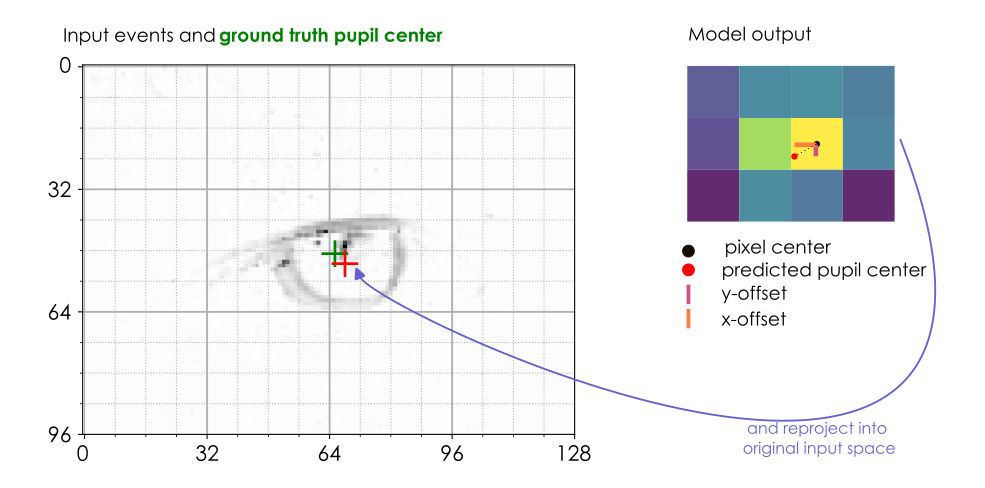 Input events and ground truth pupil center
Model output
0
32
64
96
0
32
64
96
128
pixel center
predicted pupil center
y-offset
x-offset
and reproject into
original input space